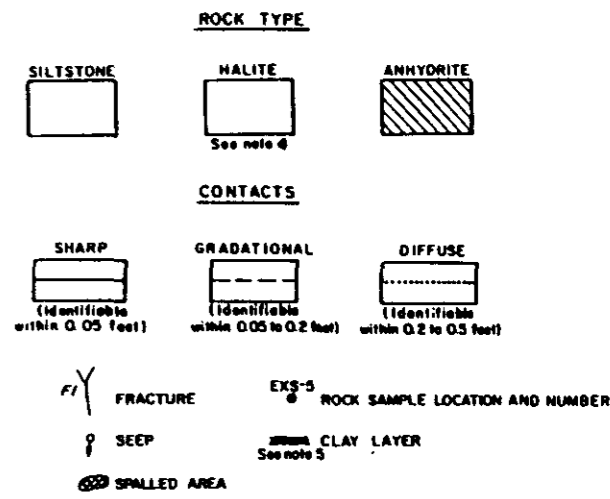 ROCK TYPE
SILTSTONE HALITE ANHYDRITE
See note 4
CONTACTS
SHARP GRADATIONAL DIFFUSE
(Identifiable within 0.05 feet)
(Identifiable within 0.05 to 0.2 feet)
(Identifiable within 0.2 to 0.5 feet)
F1 FRACTURE
EXS-5 ROCK SAMPLE LOCATION AND NUMBER
SEEP
CLAY LAYER
See note 5
SPALLED AREA